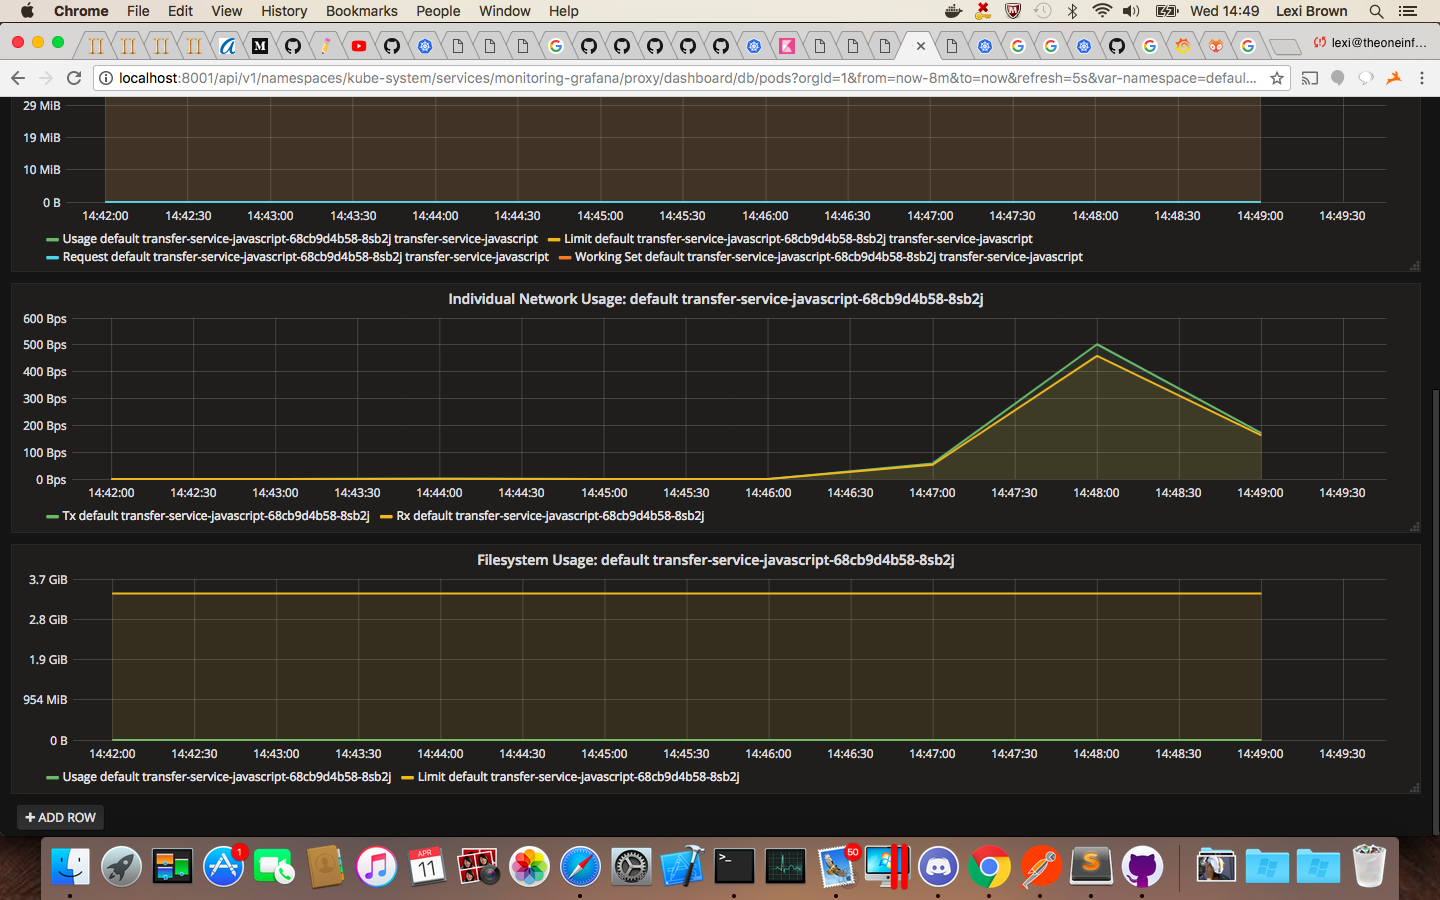 Chrome File Edit View History Bookmarks People Window Help Wed 14:49 Lexi Brown
lexi@theoneinf...
localhost:8001/api/v1/namespaces/kube-system/services/monitoring-grafana/proxy/dashboard/db/pods?orgId=1&from=now-8m&to=now&refresh=5s&var-namespace=defaul...
29 MiB
19 MiB
10 MiB
0 B
14:42:00 14:42:30 14:43:00 14:43:30 14:44:00 14:44:30 14:45:00 14:45:30 14:46:00 14:46:30 14:47:00 14:47:30 14:48:00 14:48:30 14:49:00 14:49:30
Usage default transfer-service-javascript-68cb9d4b58-8sb2j transfer-service-javascript Limit default transfer-service-javascript-68cb9d4b58-8sb2j transfer-service-javascript
Request default transfer-service-javascript-68cb9d4b58-8sb2j transfer-service-javascript Working Set default transfer-service-javascript-68cb9d4b58-8sb2j transfer-service-javascript
Individual Network Usage: default transfer-service-javascript-68cb9d4b58-8sb2j
600 Bps
500 Bps
400 Bps
300 Bps
200 Bps
100 Bps
0 Bps
14:42:00 14:42:30 14:43:00 14:43:30 14:44:00 14:44:30 14:45:00 14:45:30 14:46:00 14:46:30 14:47:00 14:47:30 14:48:00 14:48:30 14:49:00 14:49:30
Tx default transfer-service-javascript-68cb9d4b58-8sb2j Rx default transfer-service-javascript-68cb9d4b58-8sb2j
Filesystem Usage: default transfer-service-javascript-68cb9d4b58-8sb2j
3.7 GiB
2.8 GiB
1.9 GiB
954 MiB
0 B
14:42:00 14:42:30 14:43:00 14:43:30 14:44:00 14:44:30 14:45:00 14:45:30 14:46:00 14:46:30 14:47:00 14:47:30 14:48:00 14:48:30 14:49:00 14:49:30
Usage default transfer-service-javascript-68cb9d4b58-8sb2j Limit default transfer-service-javascript-68cb9d4b58-8sb2j
+ ADD ROW
1
APR
11
50